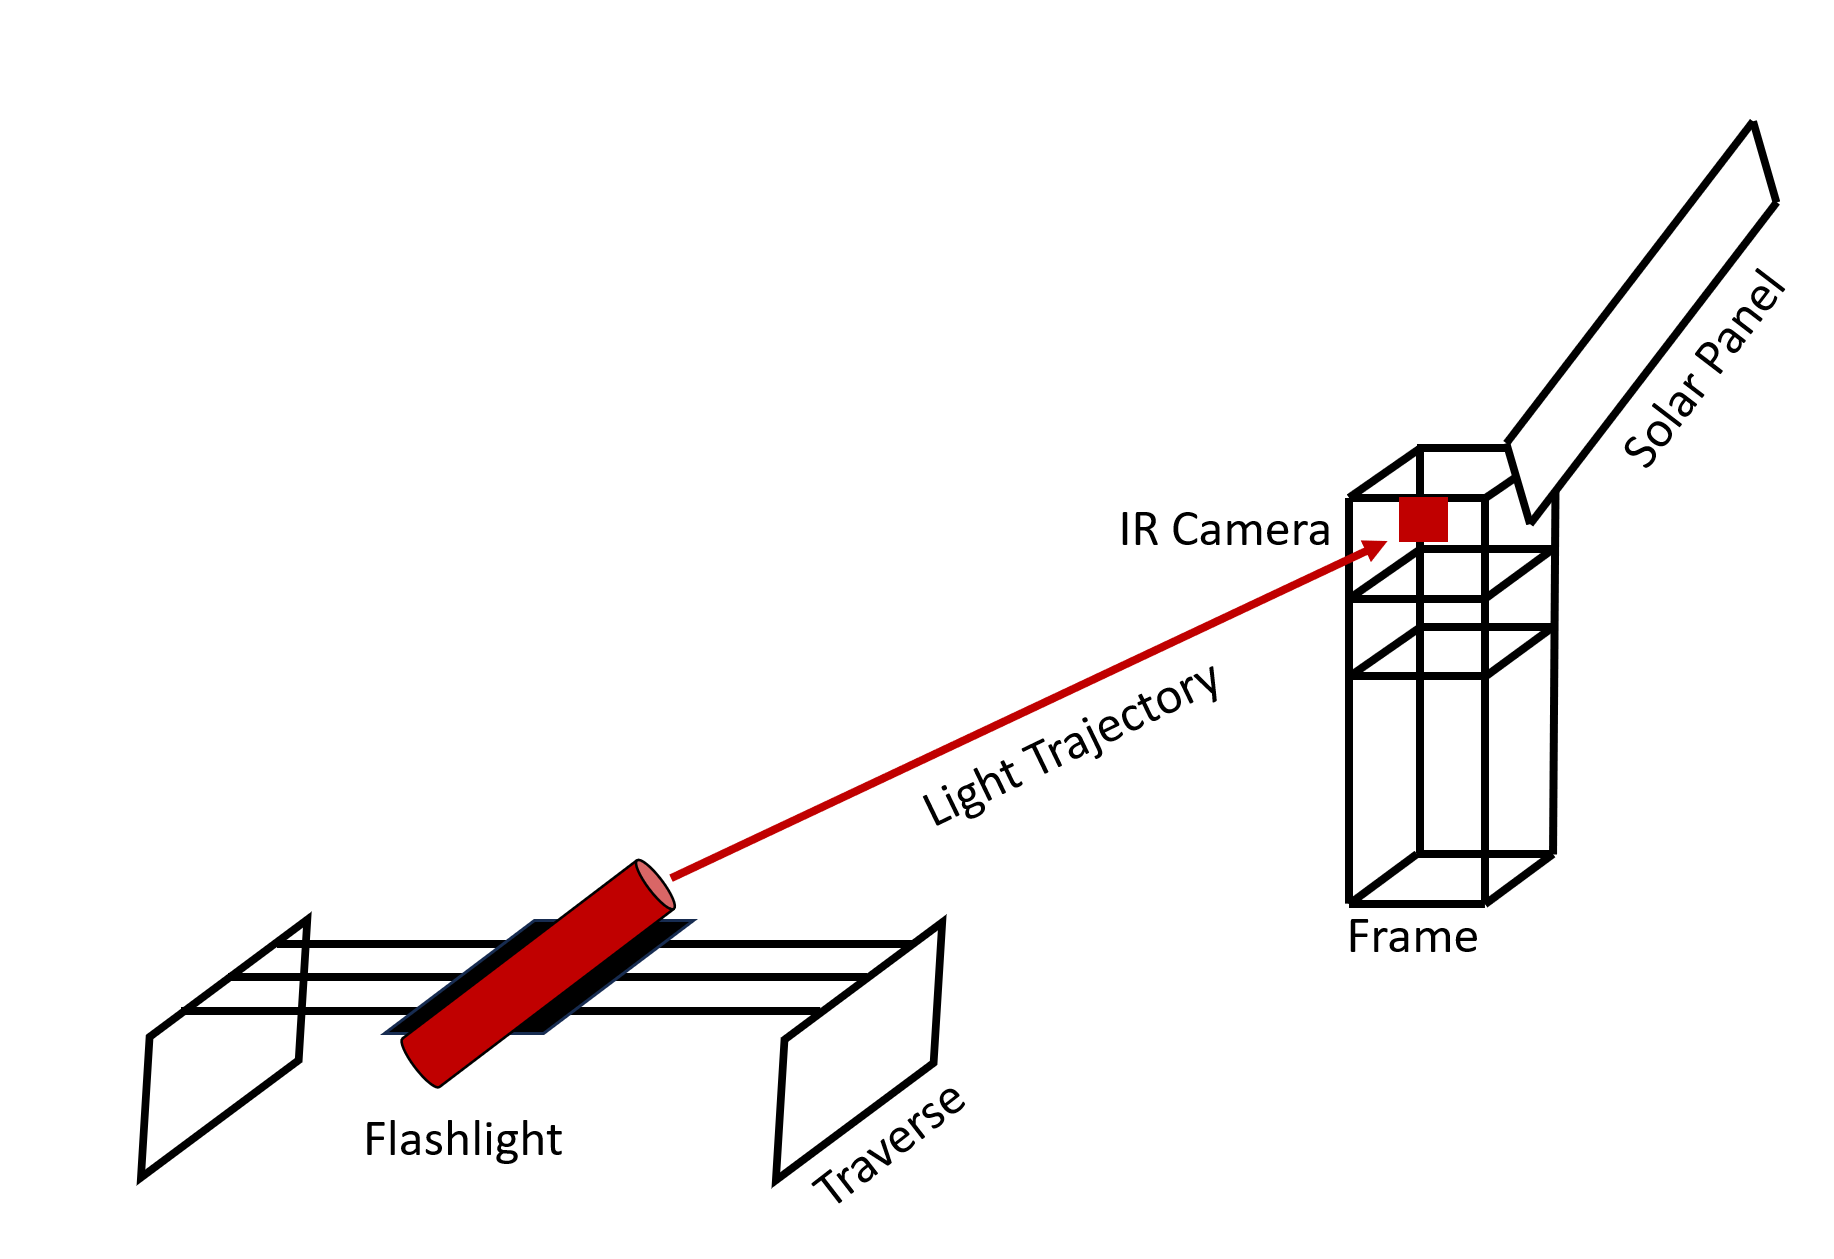 Solar Panel
IR Camera
Light Trajectory
Frame
Flashlight
Traverse